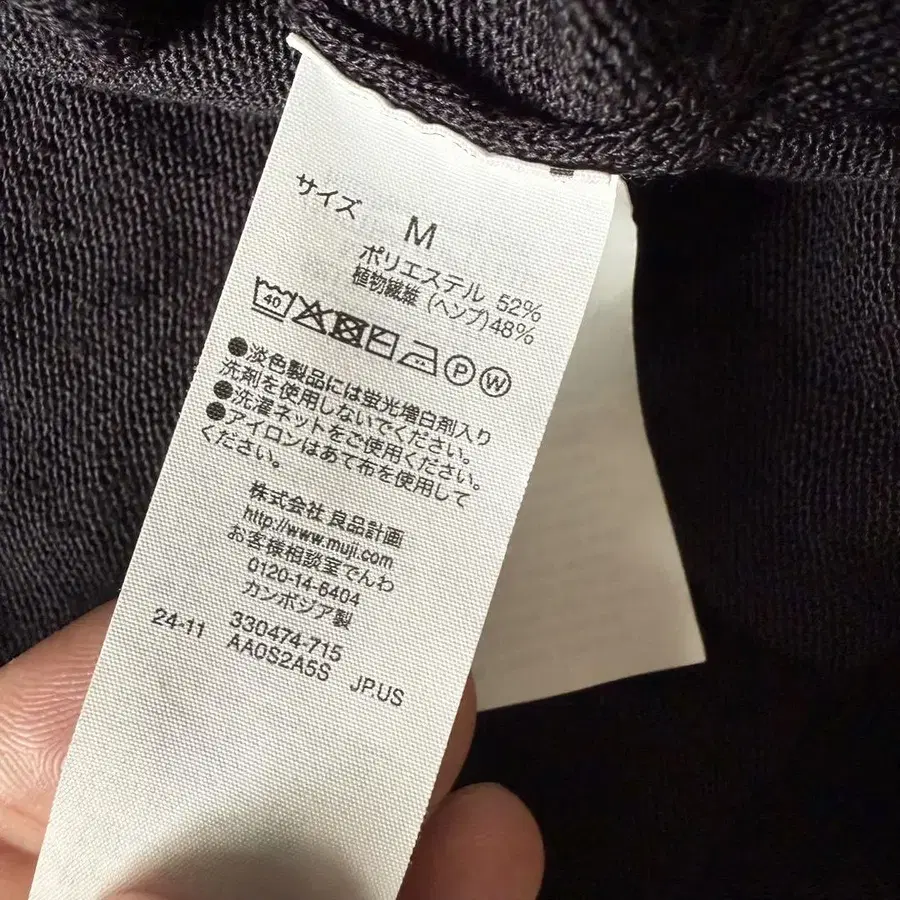 サイズ M
ポリエステル 52%
植物繊維 (ヘンプ)48%
40 P W
●淡色製品には蛍光増白剤入り
洗剤を使用しないでください。
●洗濯ネットをご使用ください。
●アイロンはあて布を使用して
ください。
株式会社 良品計画
http://www.muji.com
お客様相談室でんわ
0120-14-6404
カンボジア製
24-11 330474-715
AA0S2A5S JP.US